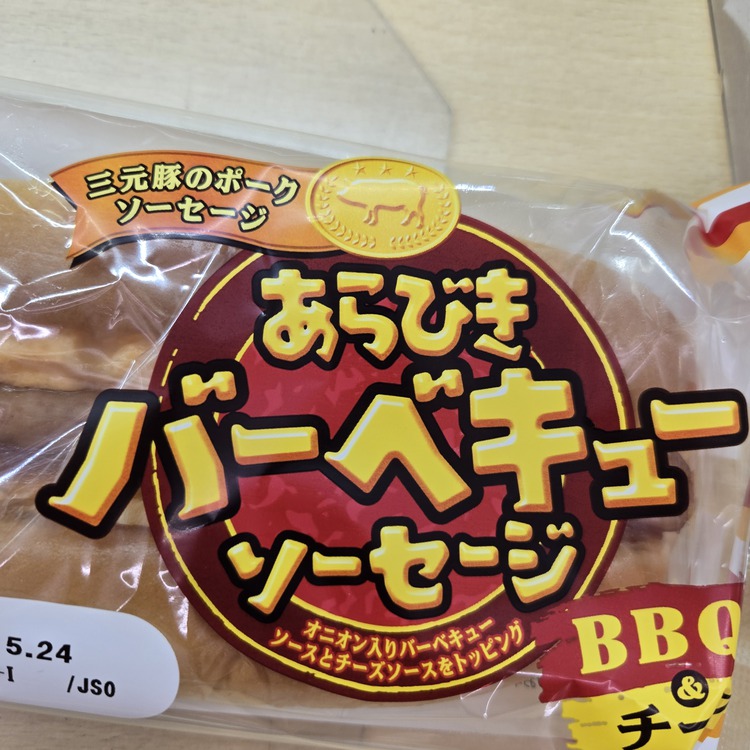 三元豚のポーク
ソーセージ
あらびき
バーベキュー
ソーセージ
オニオン入りバーベキュー
ソースとチーズソースをトッピング
5.24
/JS0
BBQ
&
チー